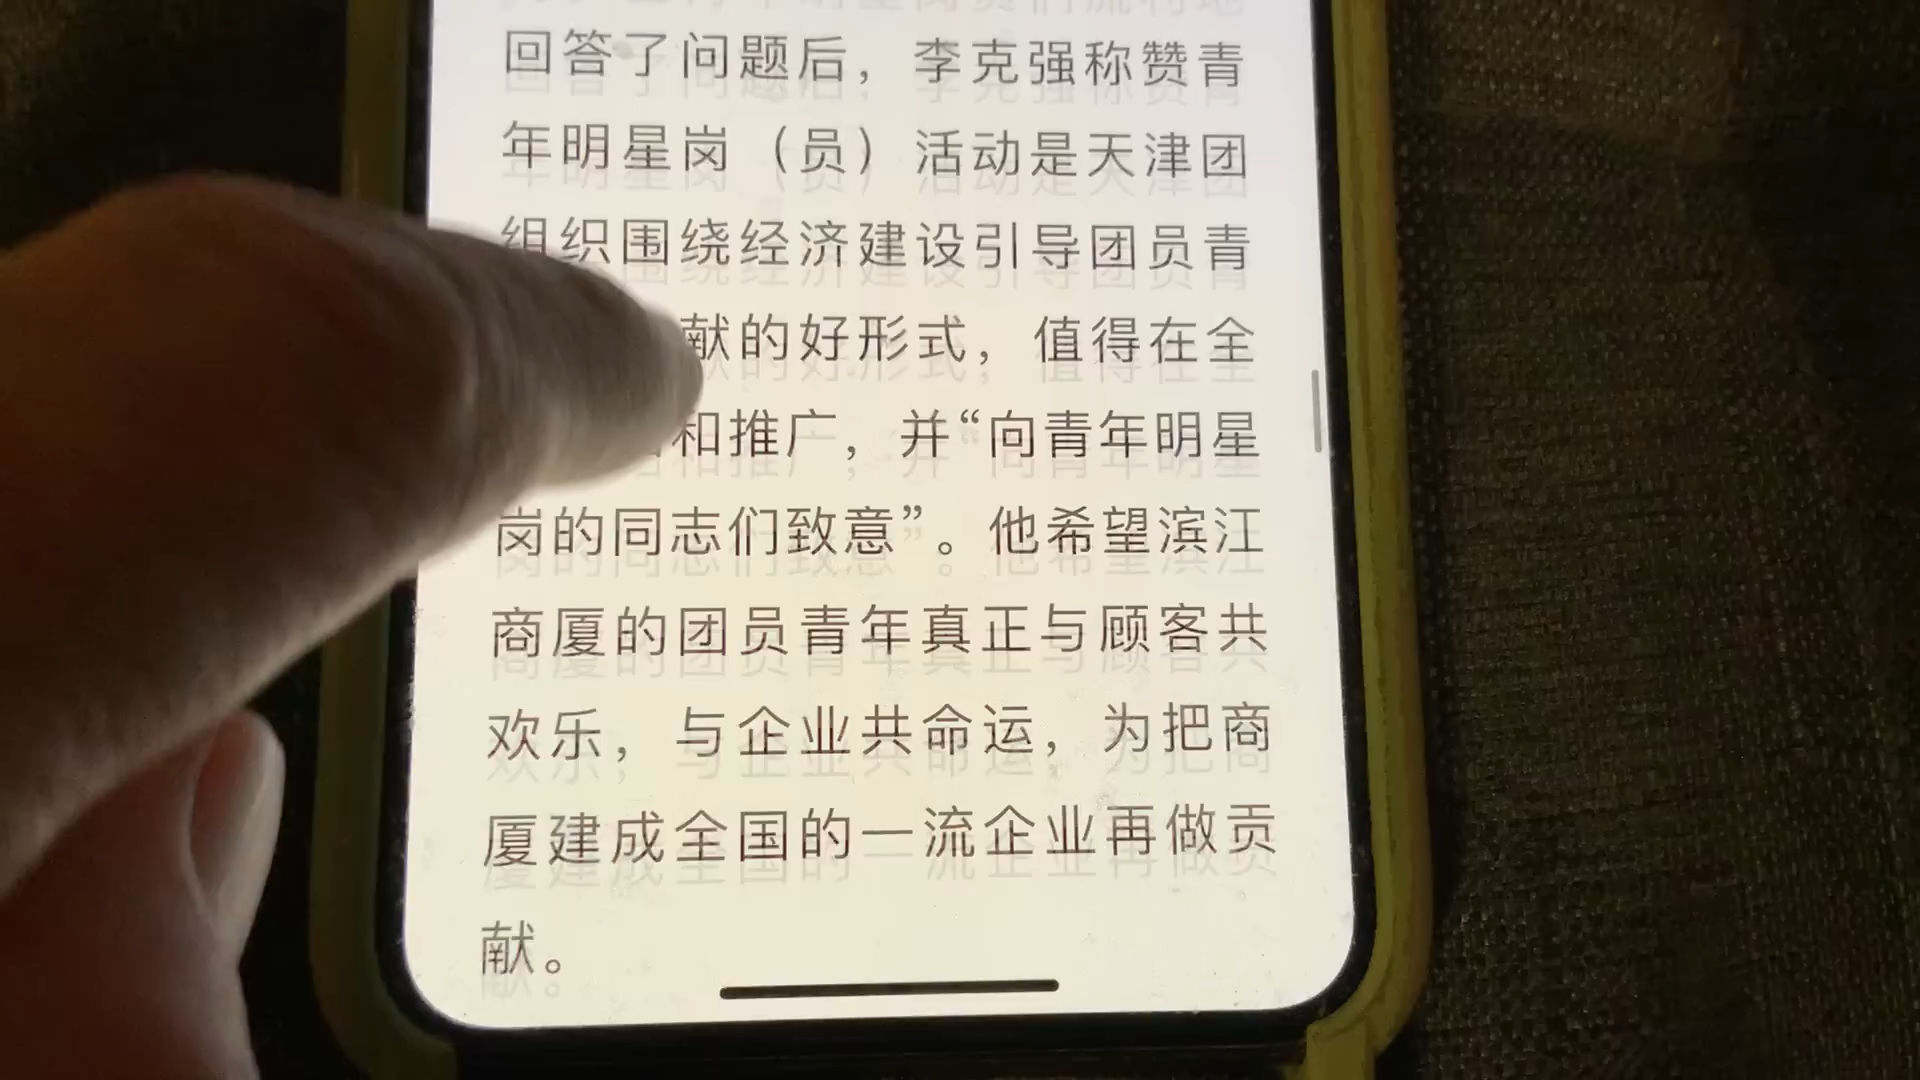 回答了问题后，李克强称赞青
年明星岗（员）活动是天津团
组织围绕经济建设引导团员青
献的好形式，值得在全
和推广，并“向青年明星
岗的同志们致意”。他希望滨江
商厦的团员青年真正与顾客共
欢乐，与企业共命运，为把商
厦建成全国的一流企业再做贡
献。